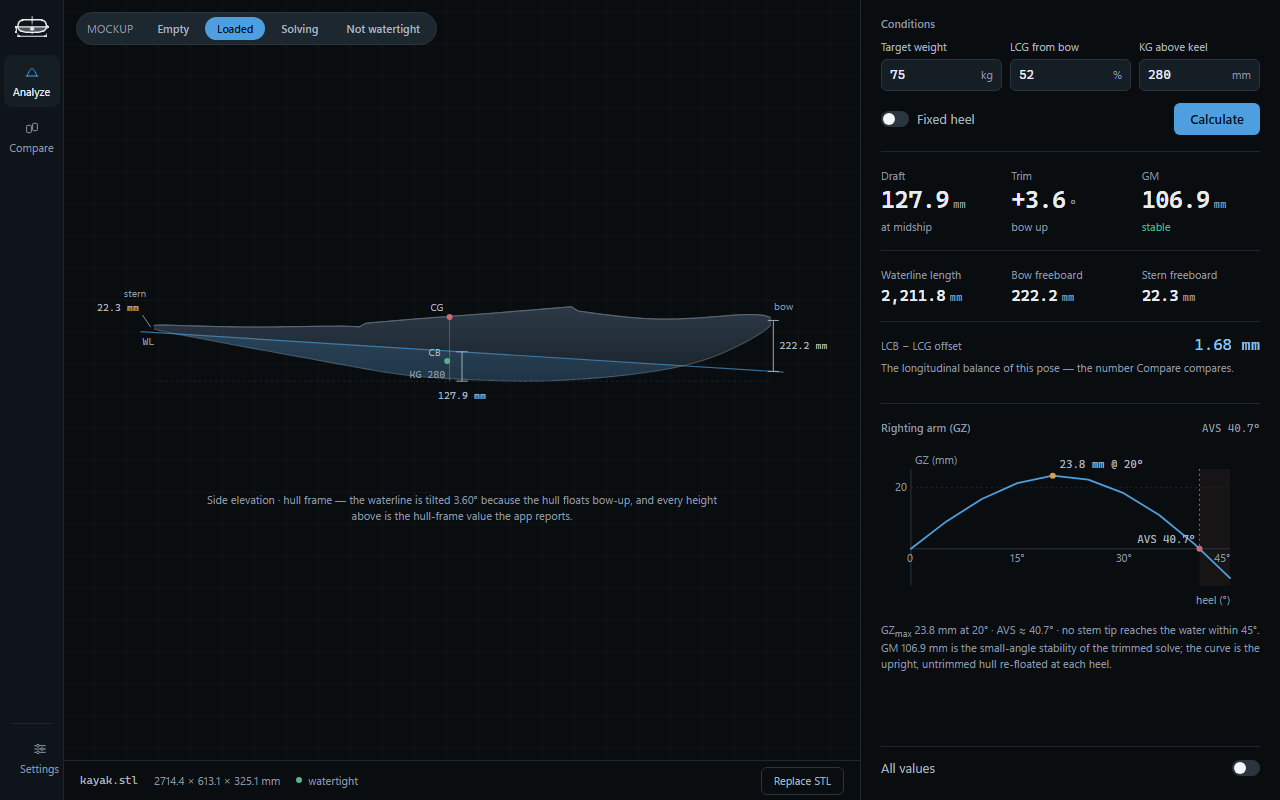 MOCKUP Empty Loaded Solving Not watertight
Analyze
Compare
Settings
stern
22.3 mm
WL
CG
CB
KG 280
127.9 mm
bow
222.2 mm
Side elevation · hull frame — the waterline is tilted 3.60° because the hull floats bow-up, and every height
above is the hull-frame value the app reports.
kayak.stl 2714.4 × 613.1 × 325.1 mm watertight Replace STL
Conditions
Target weight LCG from bow KG above keel
75 kg 52 % 280 mm
Fixed heel Calculate
Draft Trim GM
127.9 mm +3.6 ° 106.9 mm
at midship bow up stable
Waterline length Bow freeboard Stern freeboard
2,211.8 mm 222.2 mm 22.3 mm
LCB − LCG offset 1.68 mm
The longitudinal balance of this pose — the number Compare compares.
Righting arm (GZ) AVS 40.7°
GZ (mm)
23.8 mm @ 20°
20
AVS 40.7°
0 15° 30° 45°
heel (°)
GZmax 23.8 mm at 20° · AVS ≈ 40.7° · no stem tip reaches the water within 45°.
GM 106.9 mm is the small-angle stability of the trimmed solve; the curve is the
upright, untrimmed hull re-floated at each heel.
All values